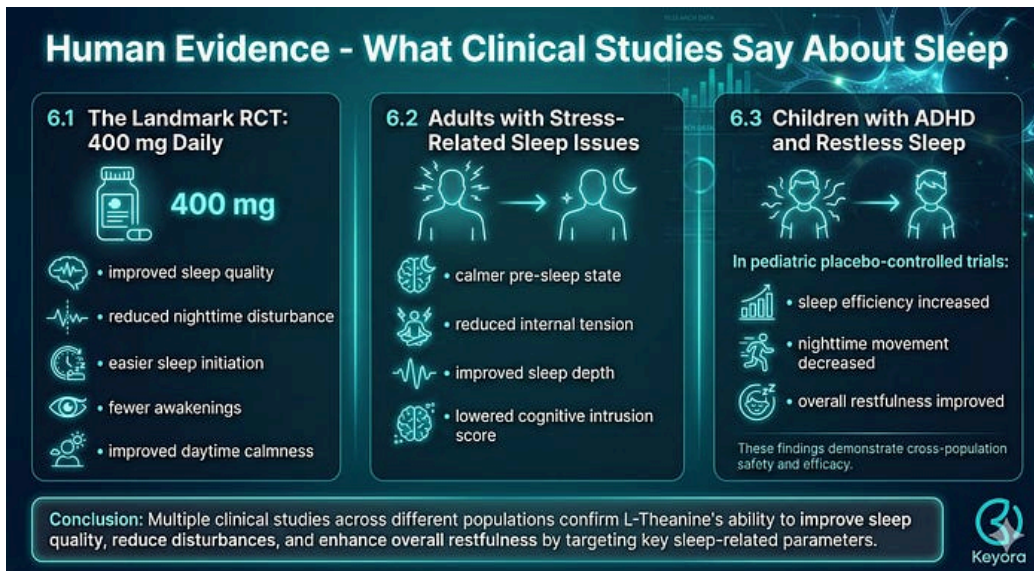 Human Evidence - What Clinical Studies Say About Sleep
6.1 The Landmark RCT:
400 mg Daily
400 mg
• improved sleep quality
• reduced nighttime disturbance
• easier sleep initiation
• fewer awakenings
• improved daytime calmness
6.2 Adults with Stress-
Related Sleep Issues
• calmer pre-sleep state
• reduced internal tension
• improved sleep depth
• lowered cognitive intrusion
score
6.3 Children with ADHD
and Restless Sleep
In pediatric placebo-controlled trials:
• sleep efficiency increased
• nighttime movement
decreased
• overall restfulness improved
These findings demonstrate cross-population
safety and efficacy.
Conclusion: Multiple clinical studies across different populations confirm L-Theanine's ability to improve sleep
quality, reduce disturbances, and enhance overall restfulness by targeting key sleep-related parameters.
Keyora